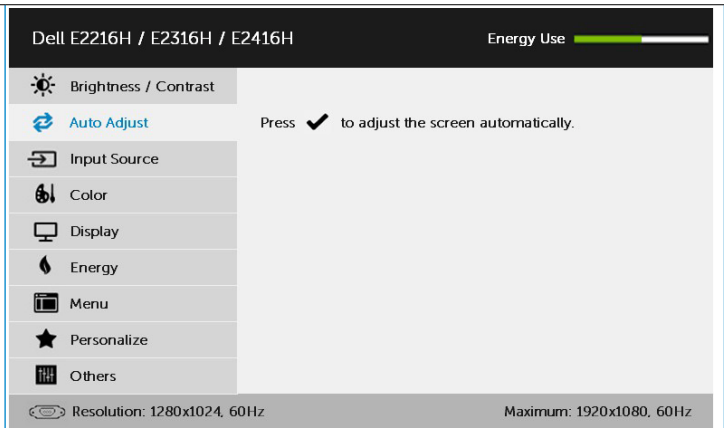 Dell E2216H / E2316H / E2416H
Energy Use
Brightness / Contrast
Auto Adjust
Press ✔ to adjust the screen automatically.
Input Source
Color
Display
Energy
Menu
Personalize
Others
Resolution: 1280x1024, 60Hz
Maximum: 1920x1080, 60Hz